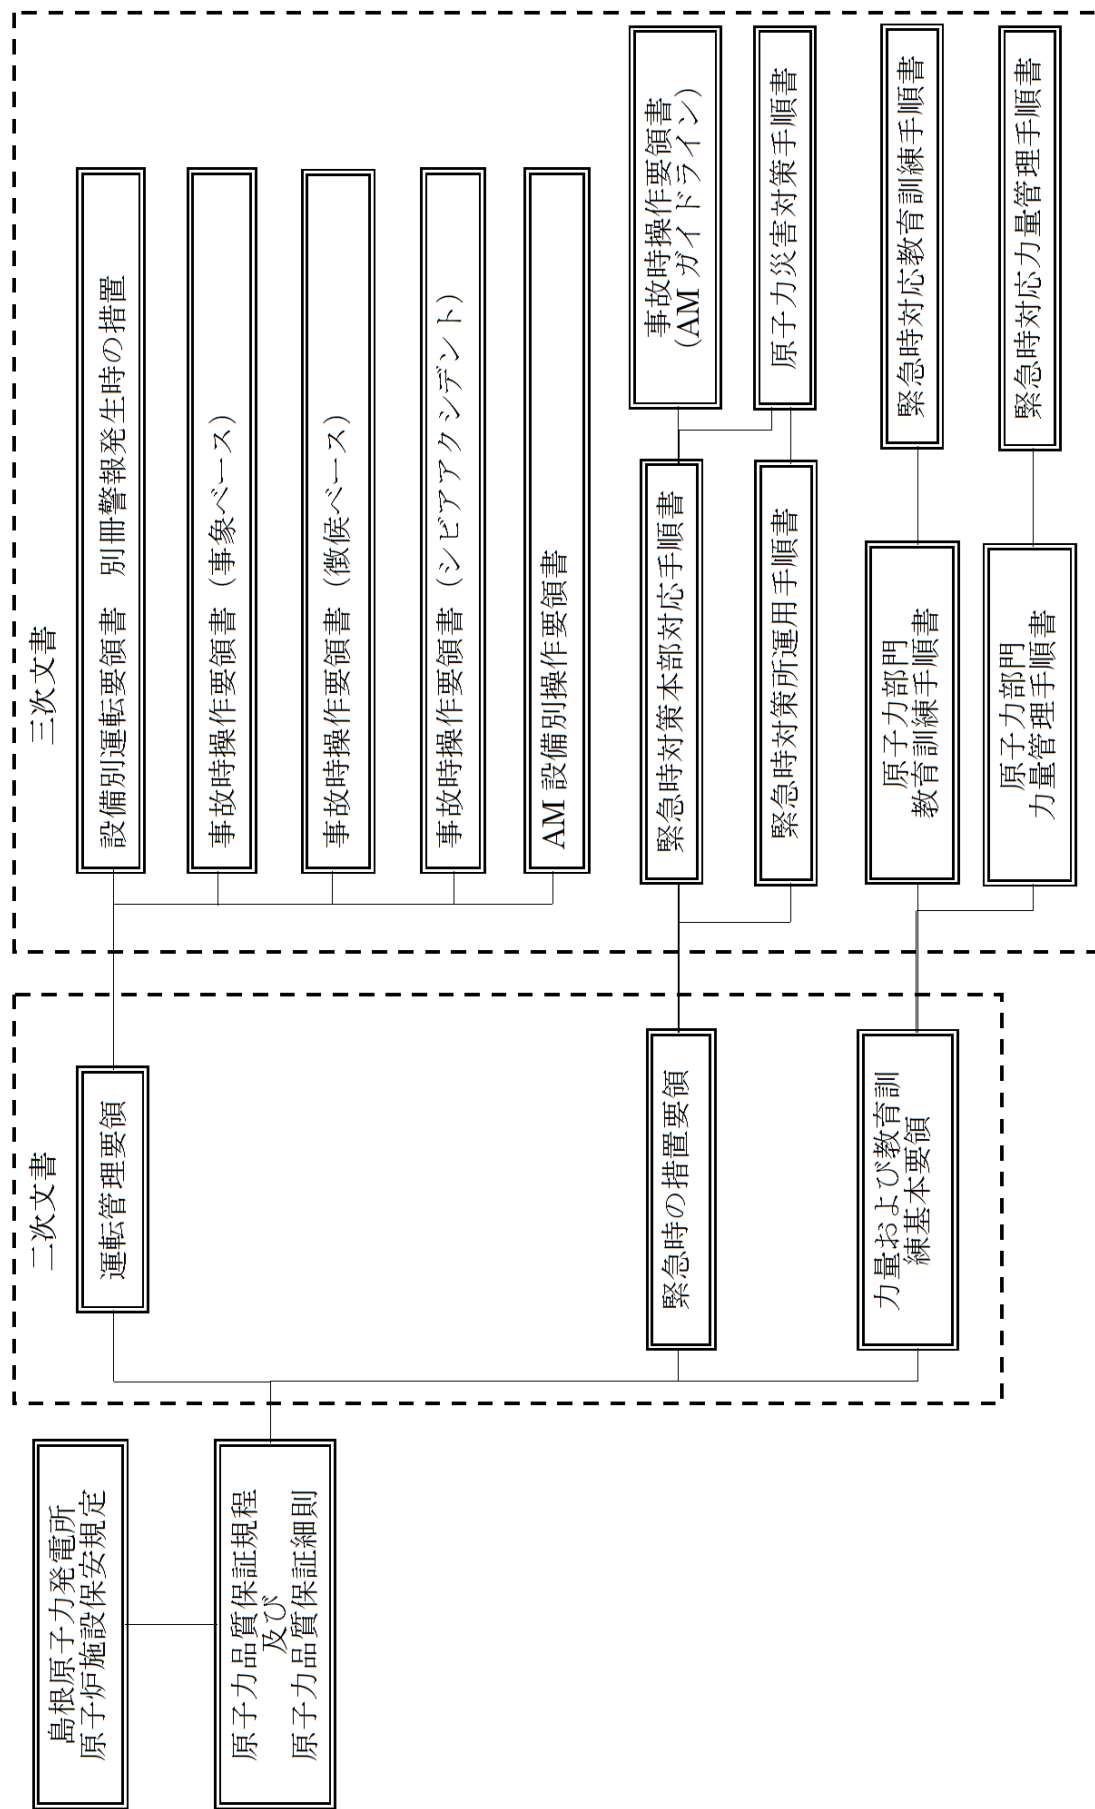 島根原子力発電所
原子炉施設保安規定
原子力品質保証規程
及び
原子力品質保証細則
二次文書
運転管理要領
緊急時の措置要領
力量および教育訓
練基本要領
三次文書
設備別運転要領書　別冊警報発生時の措置
事故時操作要領書（事象ベース）
事故時操作要領書（徴候ベース）
事故時操作要領書（シビアアクシデント）
AM 設備別操作要領書
緊急時対策本部対応手順書
事故時操作要領書
(AM ガイドライン)
緊急時対策所運用手順書
原子力災害対策手順書
原子力部門
教育訓練手順書
緊急時対応教育訓練手順書
原子力部門
力量管理手順書
緊急時対応力量管理手順書